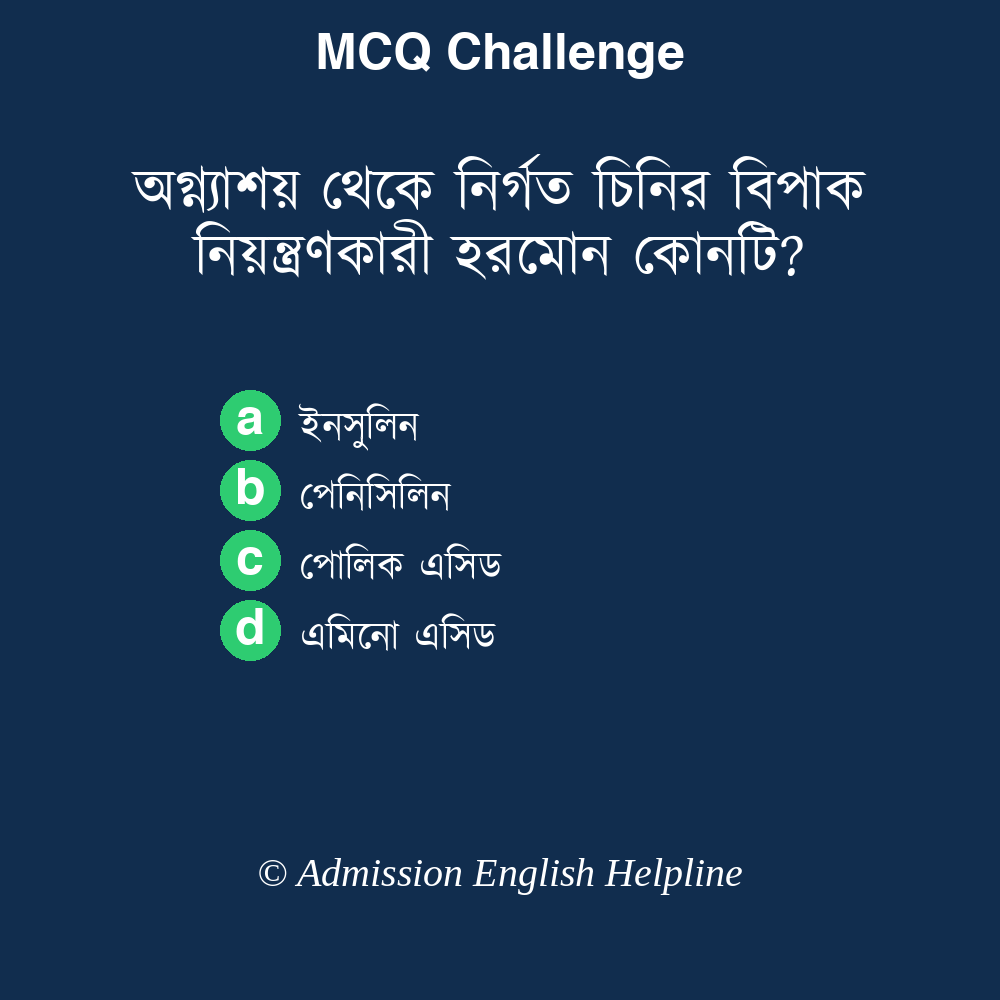 MCQ Challenge
অগ্ন্যাশয় থেকে নির্গত চিনির বিপাক
নিয়ন্ত্রণকারী হরমোন কোনটি?
a ইনসুলিন
b পেনিসিলিন
c পোলিক এসিড
d এমিনো এসিড
© Admission English Helpline